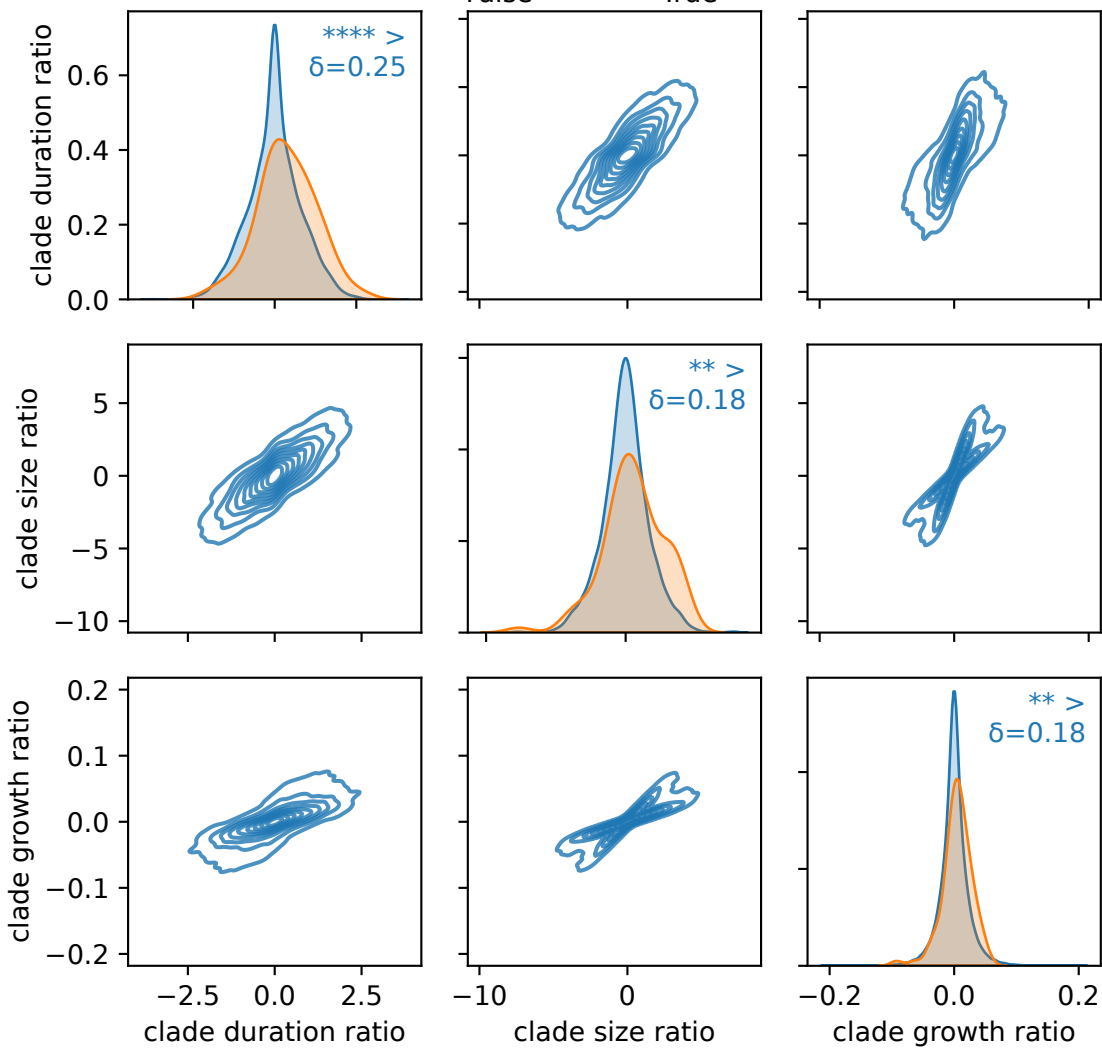 True
clade duration ratio
0.6
0.4
0.2
0.0
**** >
δ=0.25
clade size ratio
5
0
−5
−10
** >
δ=0.18
clade growth ratio
0.2
0.1
0.0
−0.1
−0.2
** >
δ=0.18
−2.5
0.0
2.5
−10
0
−0.2
0.0
0.2
clade duration ratio
clade size ratio
clade growth ratio